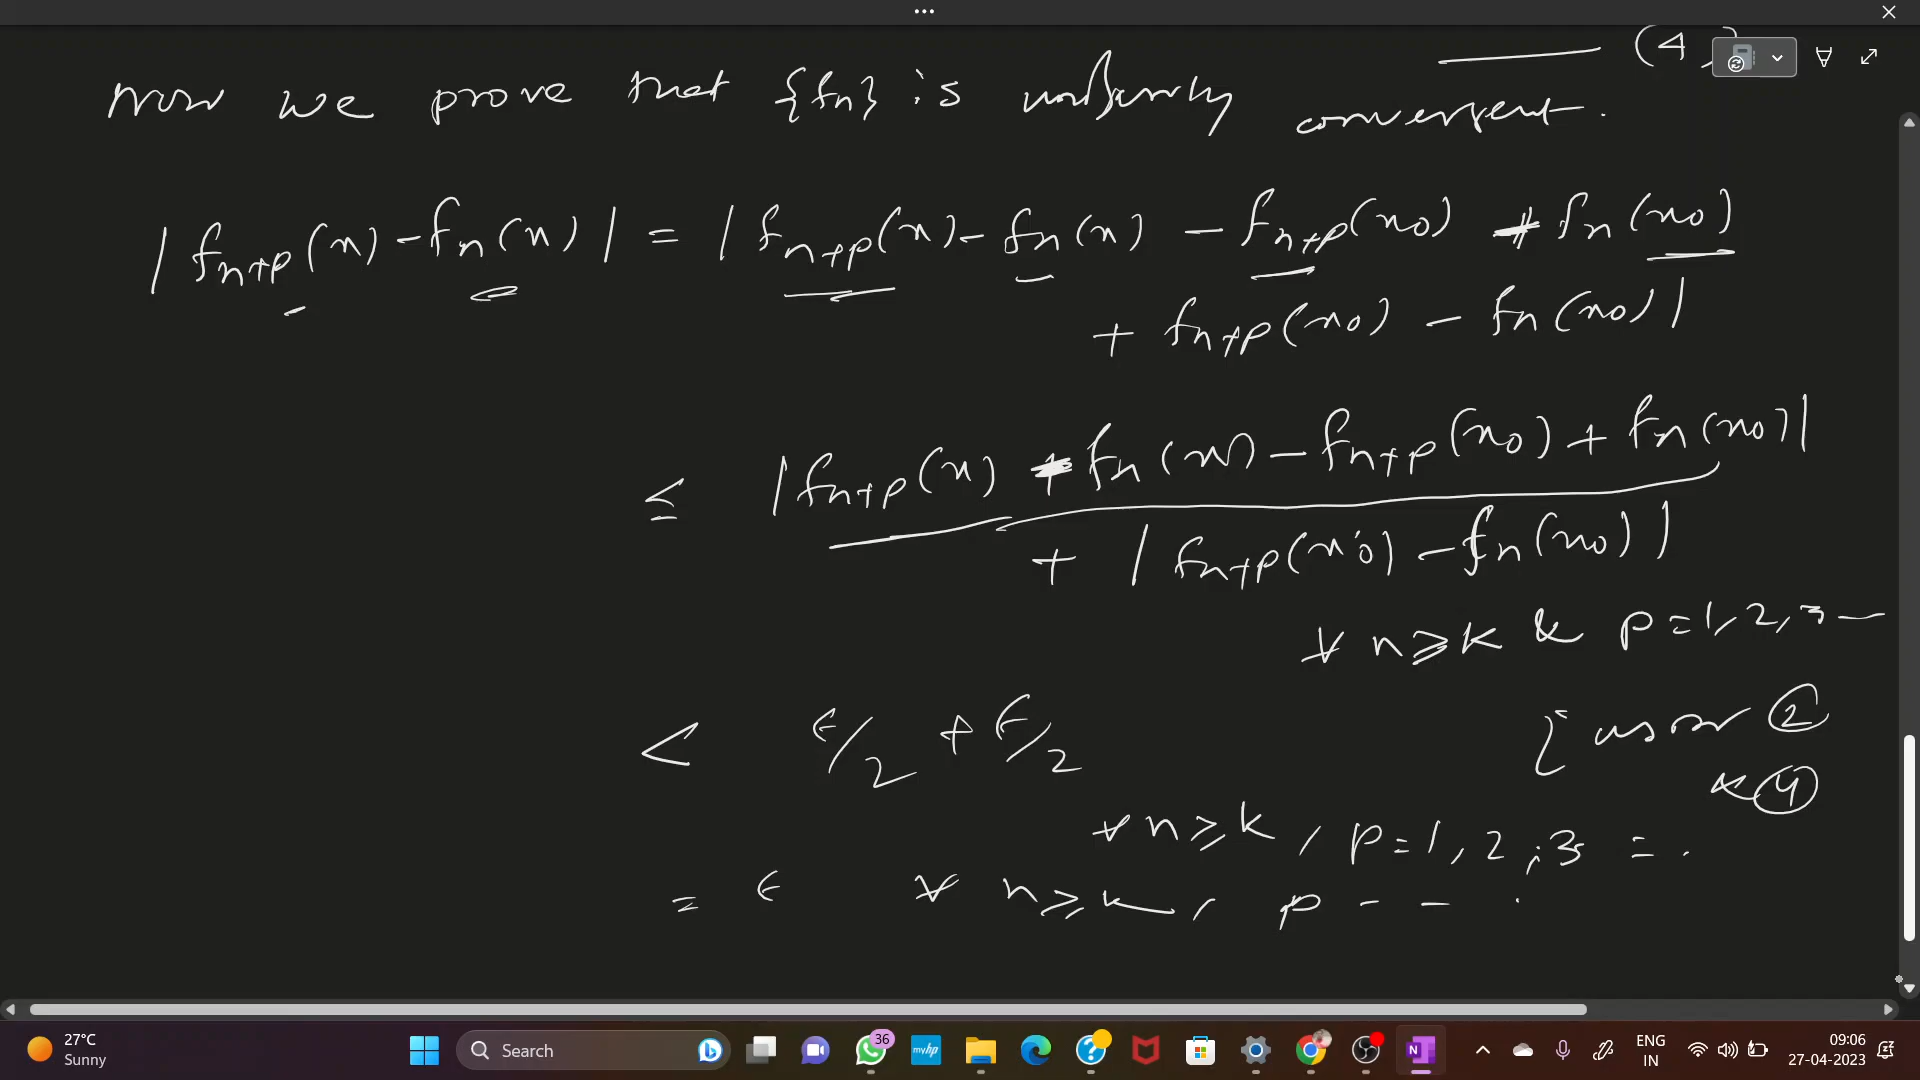 (4)
Now we prove that {fn} is uniformly convergent.
| fn+p(x) - fn(x) | = | fn+p(x) - fn(x) - fn+p(x0) + fn(x0)
+ fn+p(x0) - fn(x0) |
≤ | fn+p(x) - fn(x) - fn+p(x0) + fn(x0) |
+ | fn+p(x0) - fn(x0) |
∀ n ≥ k & p = 1, 2, 3 —
< ϵ/2 + ϵ/2 [ using ②
& ④
∀ n ≥ k, p = 1, 2, 3 - .
= ϵ ∀ n ≥ k, p - - .
27°C
Sunny
Search
36
myhp
N
ENG
IN
09:06
27-04-2023